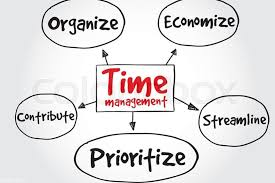 Organize
Economize
Time
management
Contribute
Streamline
Prioritize